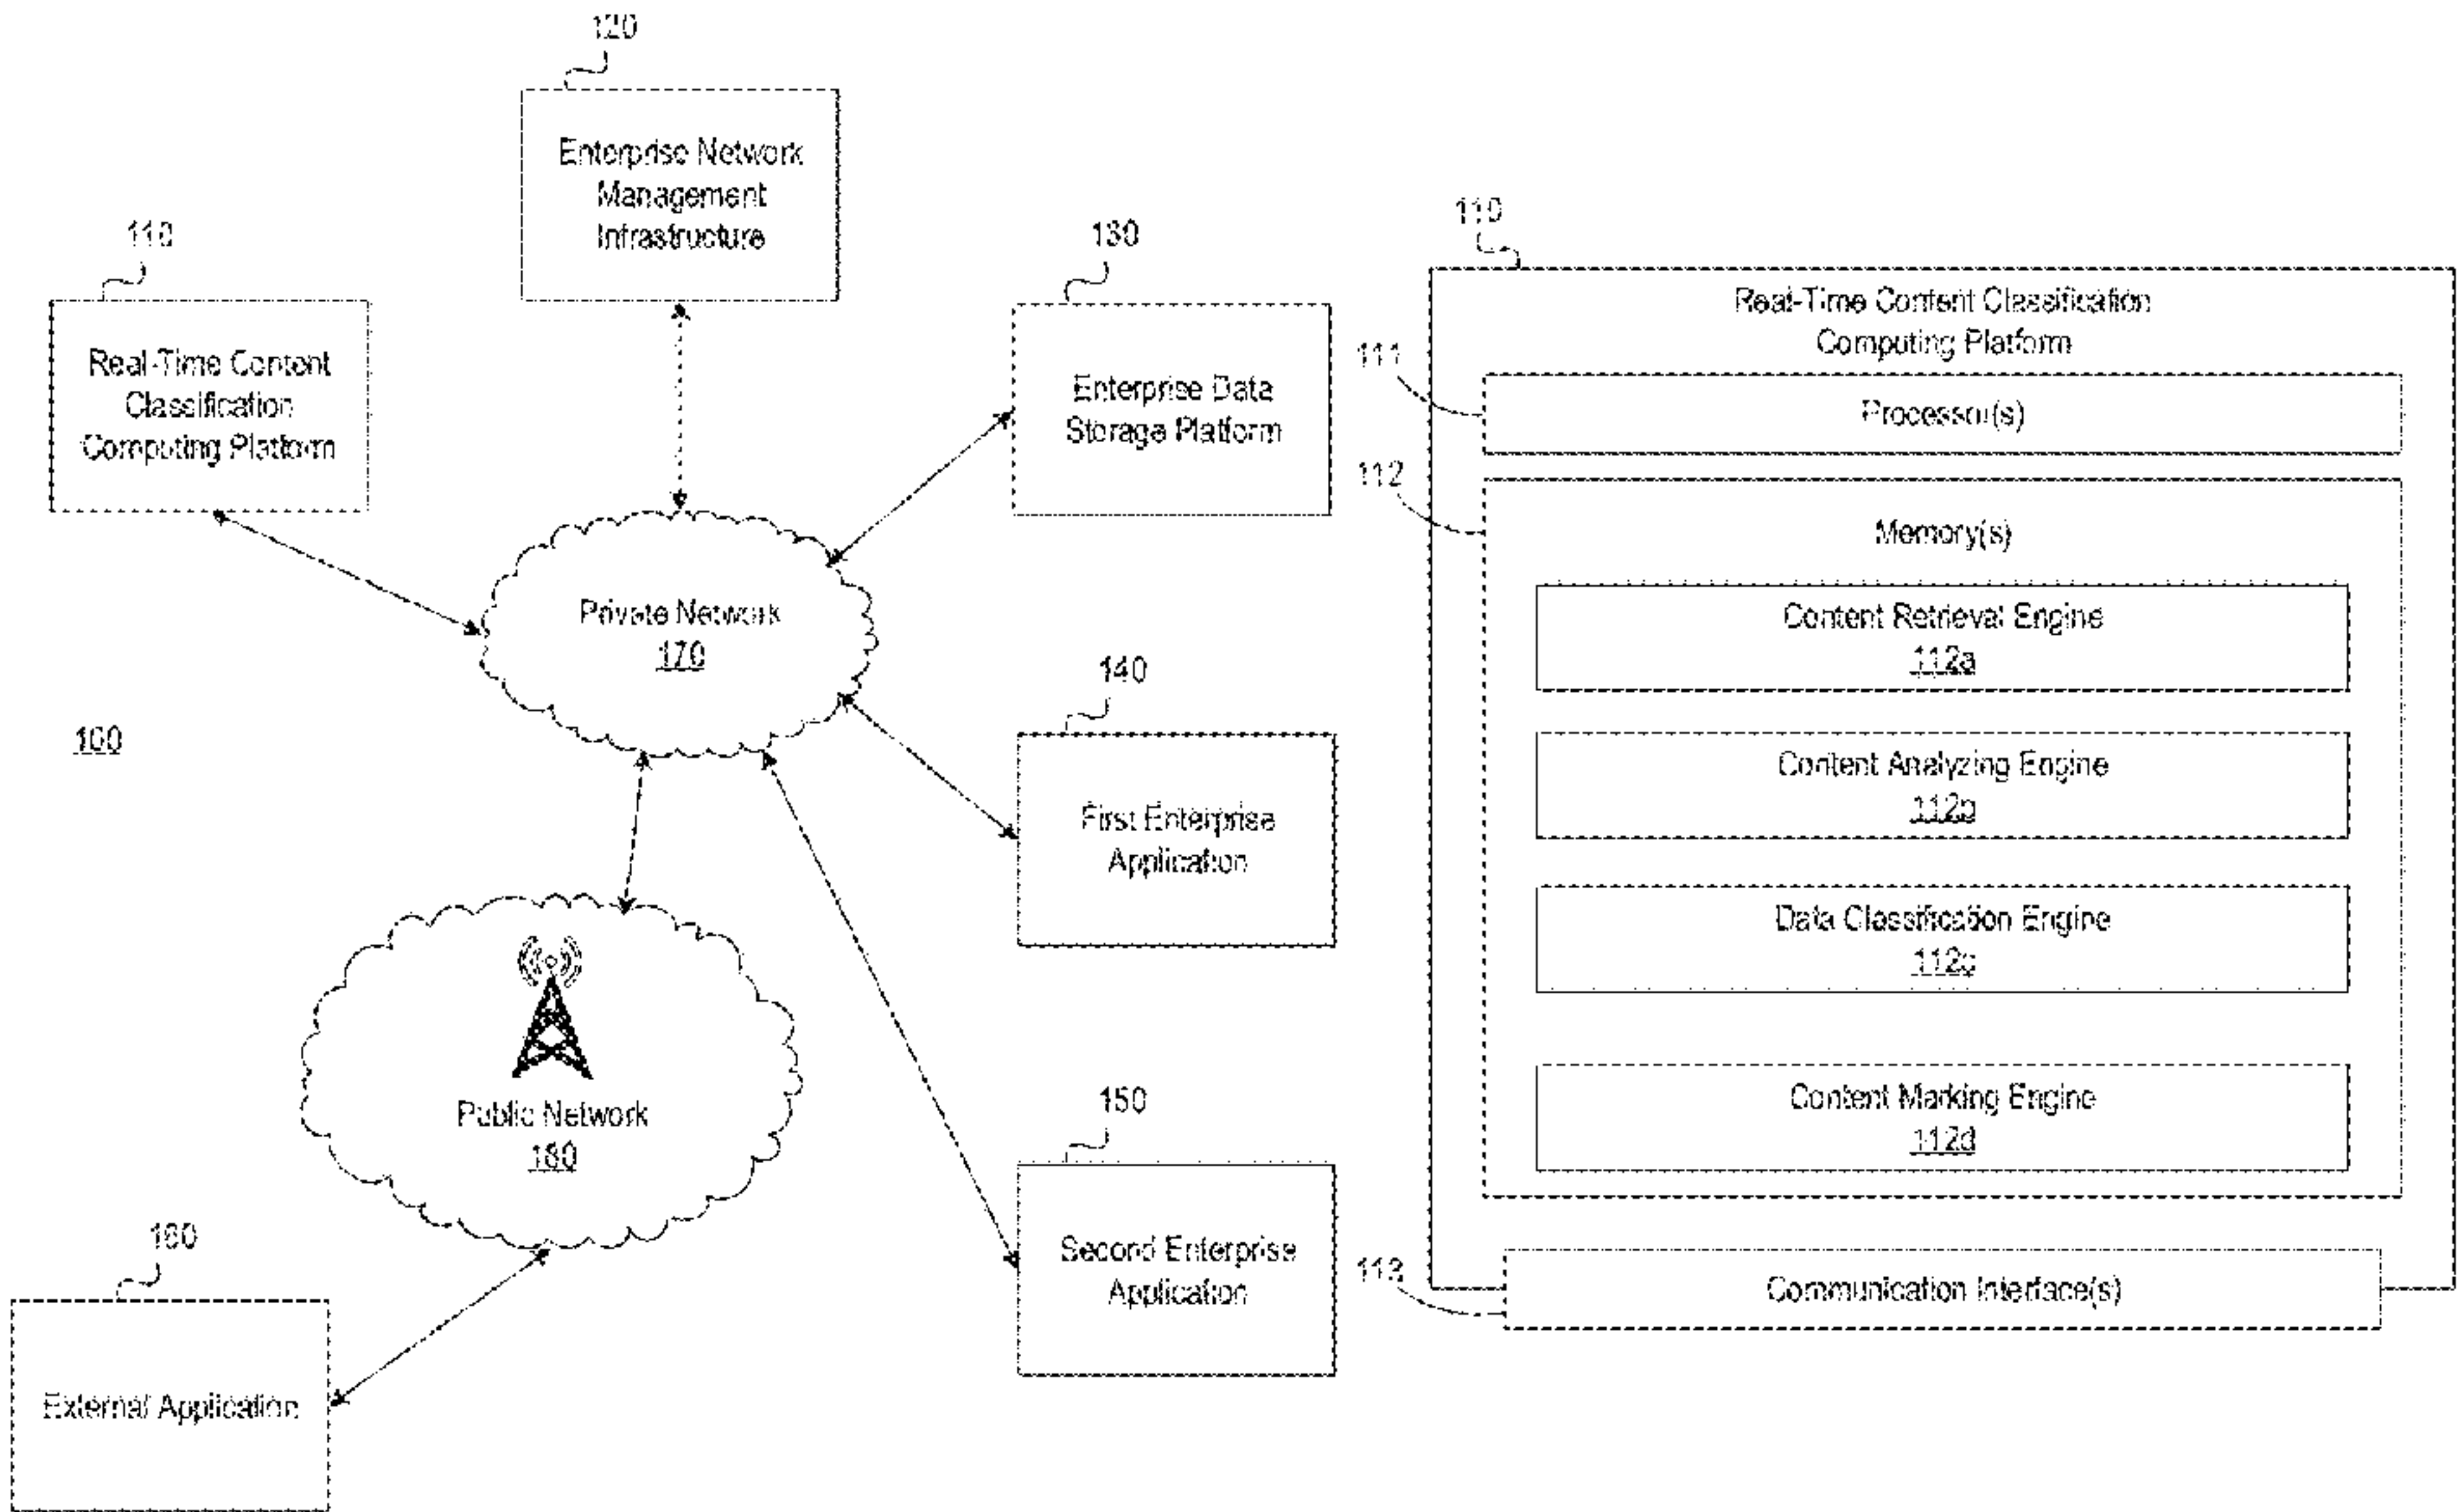 120
Enterprise Network
Management
Infrastructure
110
Real-Time Content
Classification
Computing Platform
130
Enterprise Data
Storage Platform
Private Network
170
100
140
First Enterprise
Application
Public Network
180
150
Second Enterprise
Application
160
External Application
110
Real-Time Content Classification
Computing Platform
111
Processor(s)
112
Memory(s)
Content Retrieval Engine
112a
Content Analyzing Engine
112b
Data Classification Engine
112c
Content Marking Engine
112d
113
Communication Interface(s)